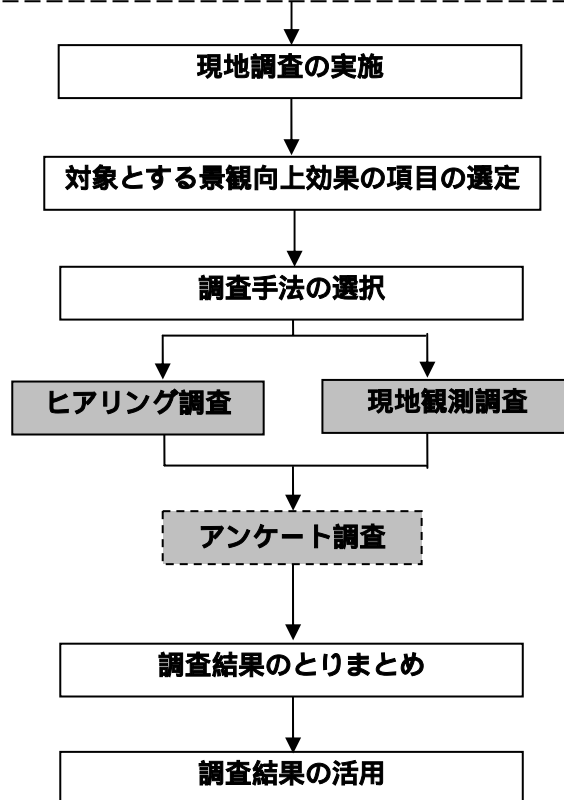 現地調査の実施
対象とする景観向上効果の項目の選定
調査手法の選択
ヒアリング調査
現地観測調査
アンケート調査
調査結果のとりまとめ
調査結果の活用